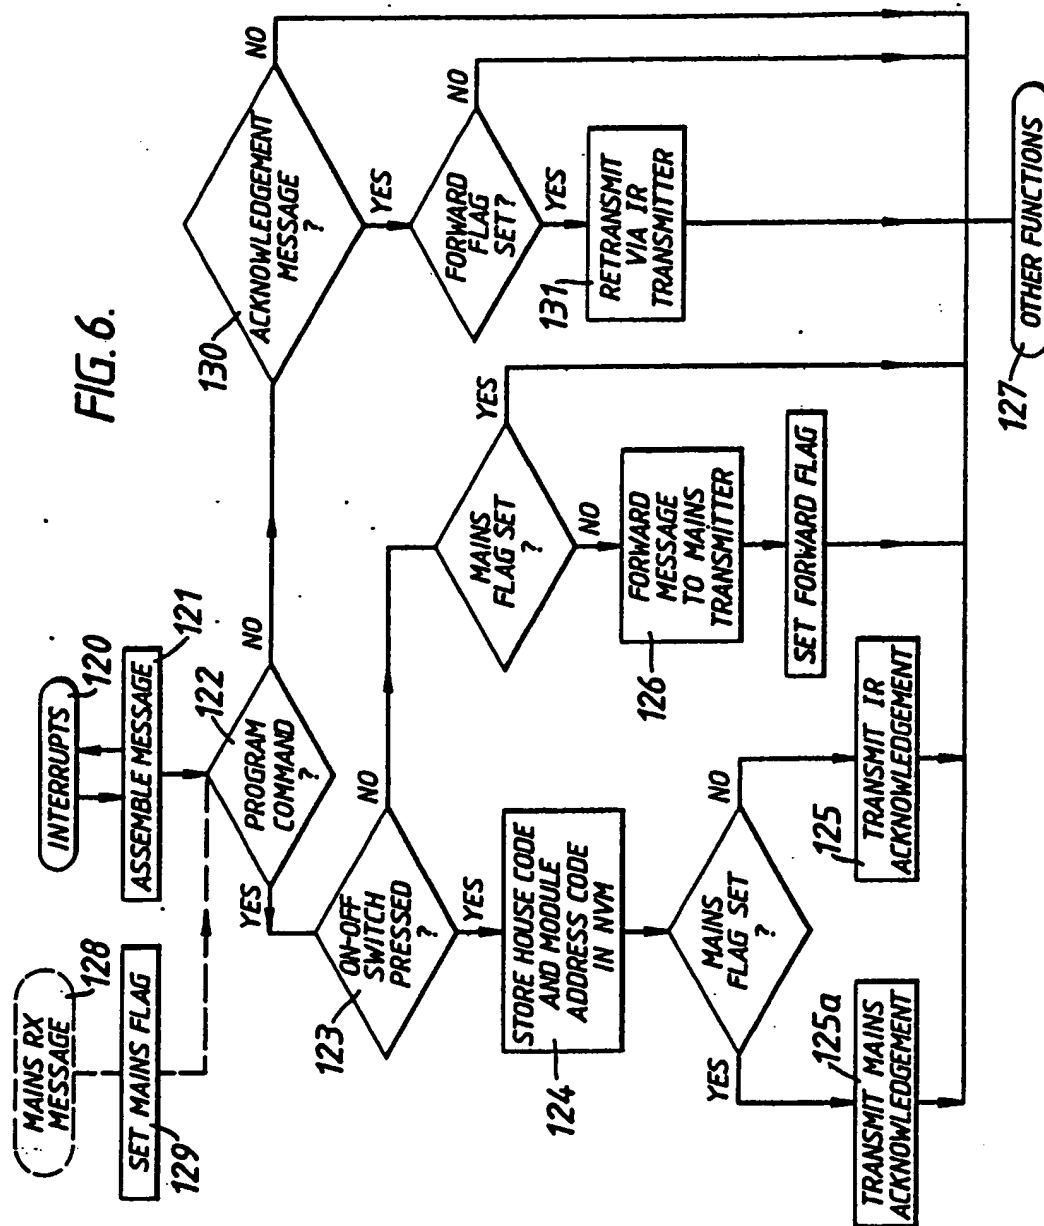 FIG. 6.
MAINS RX
MESSAGE
128
SET MAINS FLAG
129
INTERRUPTS
120
ASSEMBLE MESSAGE
121
122
PROGRAM
COMMAND
?
YES
NO
123
ON-OFF
SWITCH
PRESSED
?
YES
NO
124
STORE HOUSE CODE
AND MODULE
ADDRESS CODE
IN NVM
MAINS
FLAG SET
?
YES
NO
125a
TRANSMIT MAINS
ACKNOWLEDGEMENT
125
TRANSMIT IR
ACKNOWLEDGEMENT
MAINS
FLAG SET
?
YES
NO
126
FORWARD
MESSAGE
TO MAINS
TRANSMITTER
SET FORWARD FLAG
130
ACKNOWLEDGEMENT
MESSAGE
?
NO
YES
FORWARD
FLAG
SET?
NO
YES
131
RETRANSMIT
VIA IR
TRANSMITTER
127
OTHER FUNCTIONS